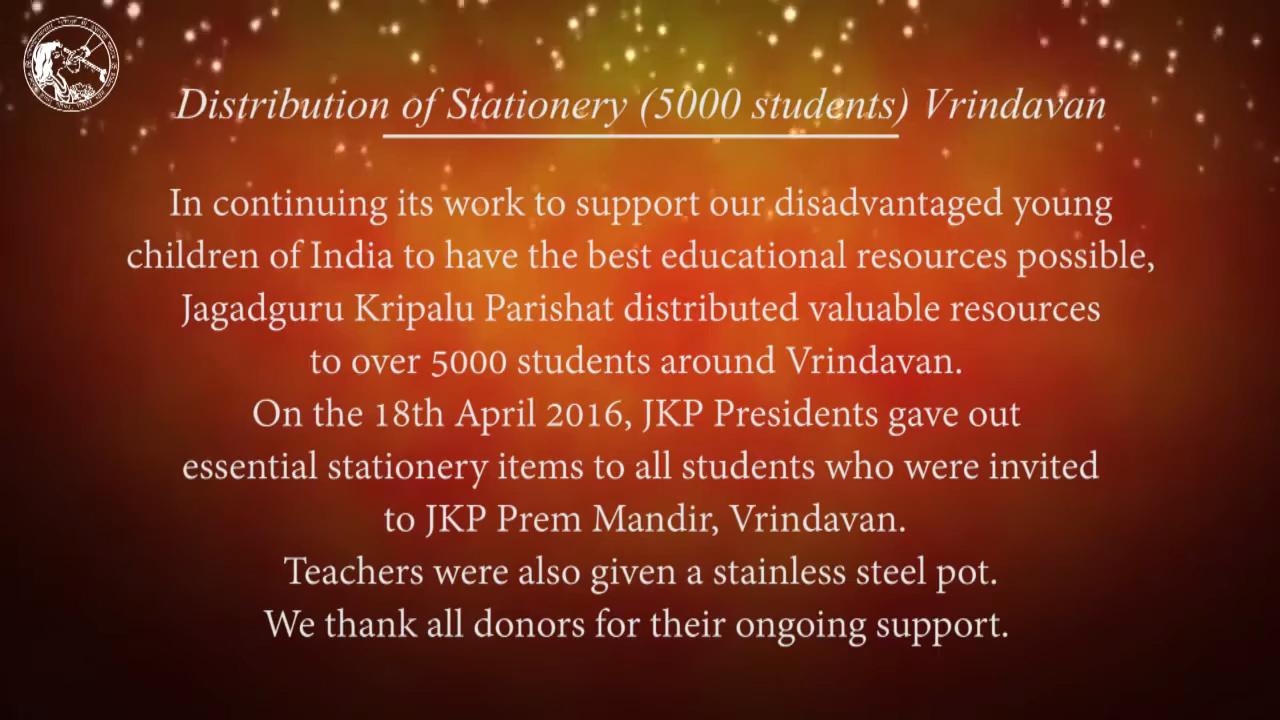 Distribution of Stationery (5000 students) Vrindavan
In continuing its work to support our disadvantaged young
children of India to have the best educational resources possible,
Jagadguru Kripalu Parishat distributed valuable resources
to over 5000 students around Vrindavan.
On the 18th April 2016, JKP Presidents gave out
essential stationery items to all students who were invited
to JKP Prem Mandir, Vrindavan.
Teachers were also given a stainless steel pot.
We thank all donors for their ongoing support.